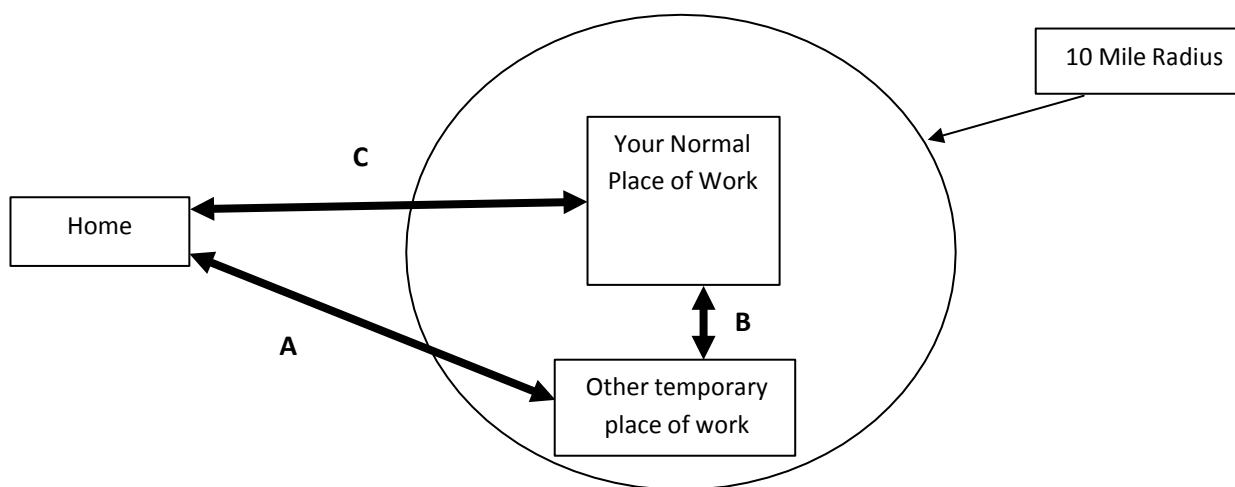 10 Mile Radius
Your Normal
Place of Work
C
Home
B
A
Other temporary
place of work